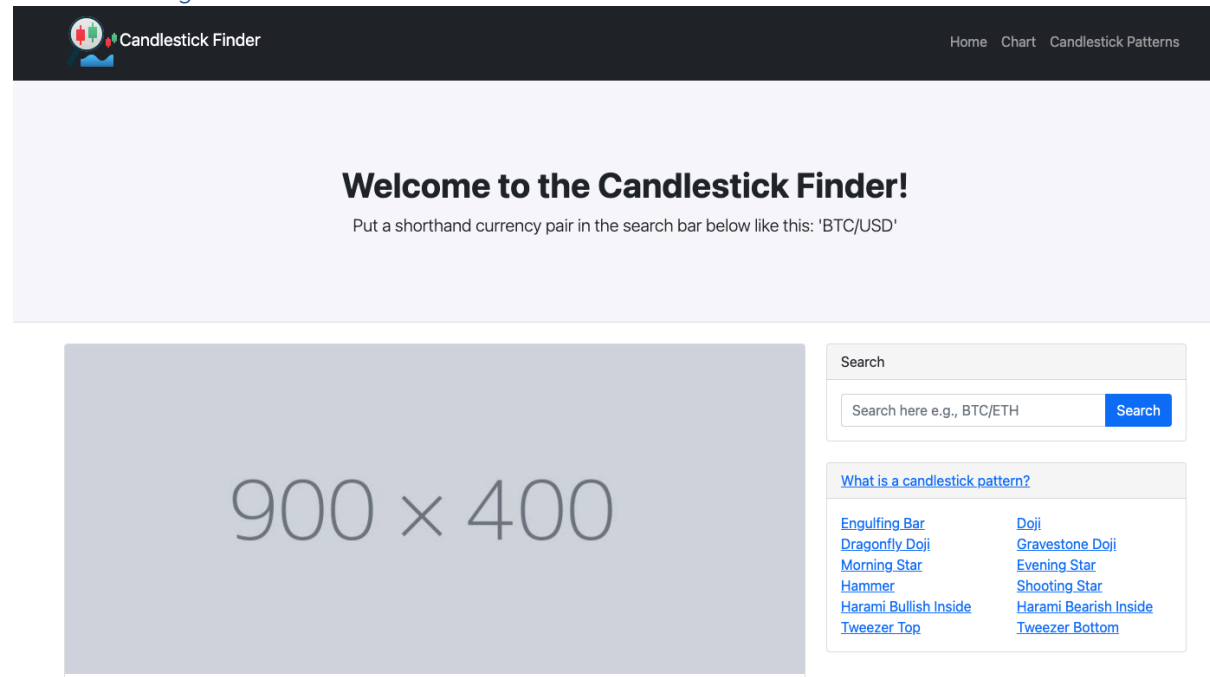 Candlestick Finder
Home Chart Candlestick Patterns
Welcome to the Candlestick Finder!
Put a shorthand currency pair in the search bar below like this: 'BTC/USD'
900 × 400
Search
Search here e.g., BTC/ETH Search
What is a candlestick pattern?
Engulfing Bar Doji
Dragonfly Doji Gravestone Doji
Morning Star Evening Star
Hammer Shooting Star
Harami Bullish Inside Harami Bearish Inside
Tweezer Top Tweezer Bottom